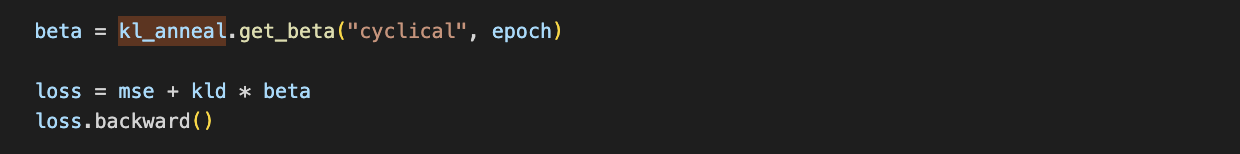 beta = kl_anneal.get_beta("cyclical", epoch)
loss = mse + kld * beta
loss.backward()